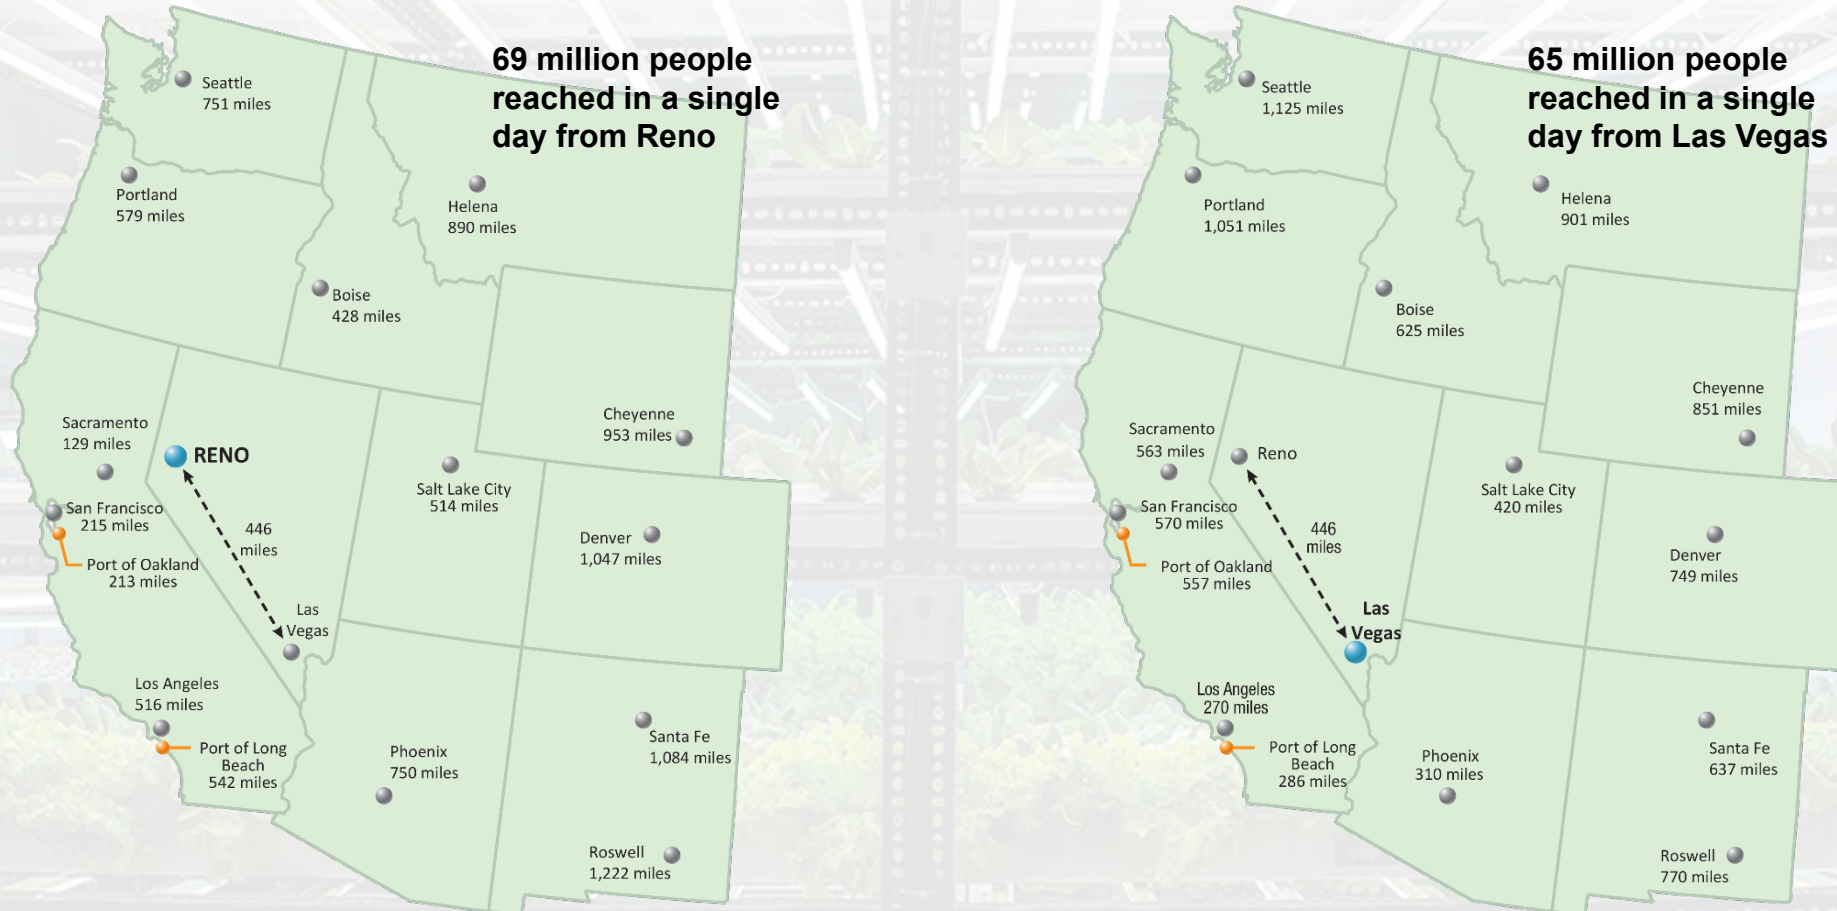 69 million people
reached in a single
day from Reno
Seattle
751 miles
Portland
579 miles
Helena
890 miles
Boise
428 miles
Sacramento
129 miles
RENO
Cheyenne
953 miles
Salt Lake City
514 miles
San Francisco
215 miles
446
miles
Port of Oakland
213 miles
Denver
1,047 miles
Las
Vegas
Los Angeles
516 miles
Port of Long
Beach
542 miles
Phoenix
750 miles
Santa Fe
1,084 miles
Roswell
1,222 miles
65 million people
reached in a single
day from Las Vegas
Seattle
1,125 miles
Portland
1,051 miles
Helena
901 miles
Boise
625 miles
Cheyenne
851 miles
Sacramento
563 miles
Reno
Salt Lake City
420 miles
San Francisco
570 miles
446
miles
Port of Oakland
557 miles
Denver
749 miles
Las
Vegas
Los Angeles
270 miles
Port of Long
Beach
286 miles
Phoenix
310 miles
Santa Fe
637 miles
Roswell
770 miles